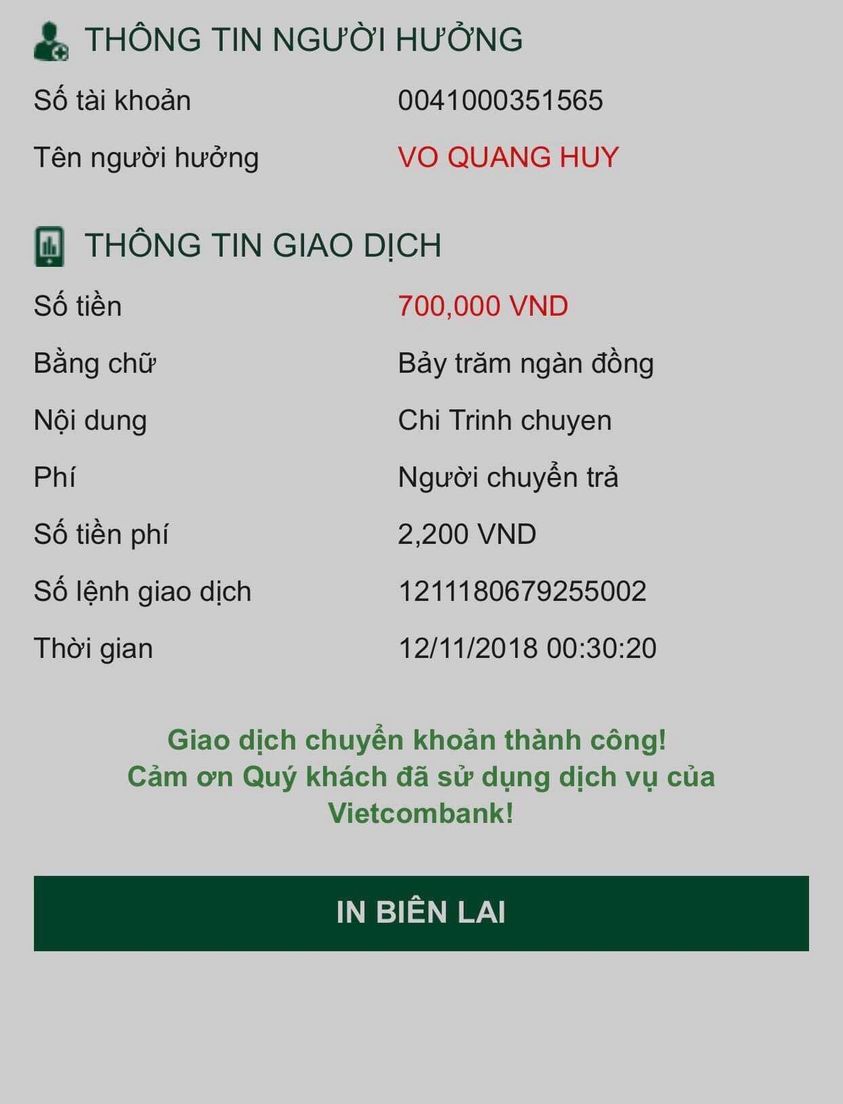 THÔNG TIN NGƯỜI HƯỞNG
Số tài khoản 0041000351565
Tên người hưởng VO QUANG HUY
THÔNG TIN GIAO DỊCH
Số tiền 700,000 VND
Bằng chữ Bảy trăm ngàn đồng
Nội dung Chi Trinh chuyen
Phí Người chuyển trả
Số tiền phí 2,200 VND
Số lệnh giao dịch 1211180679255002
Thời gian 12/11/2018 00:30:20
Giao dịch chuyển khoản thành công!
Cảm ơn Quý khách đã sử dụng dịch vụ của
Vietcombank!
IN BIÊN LAI